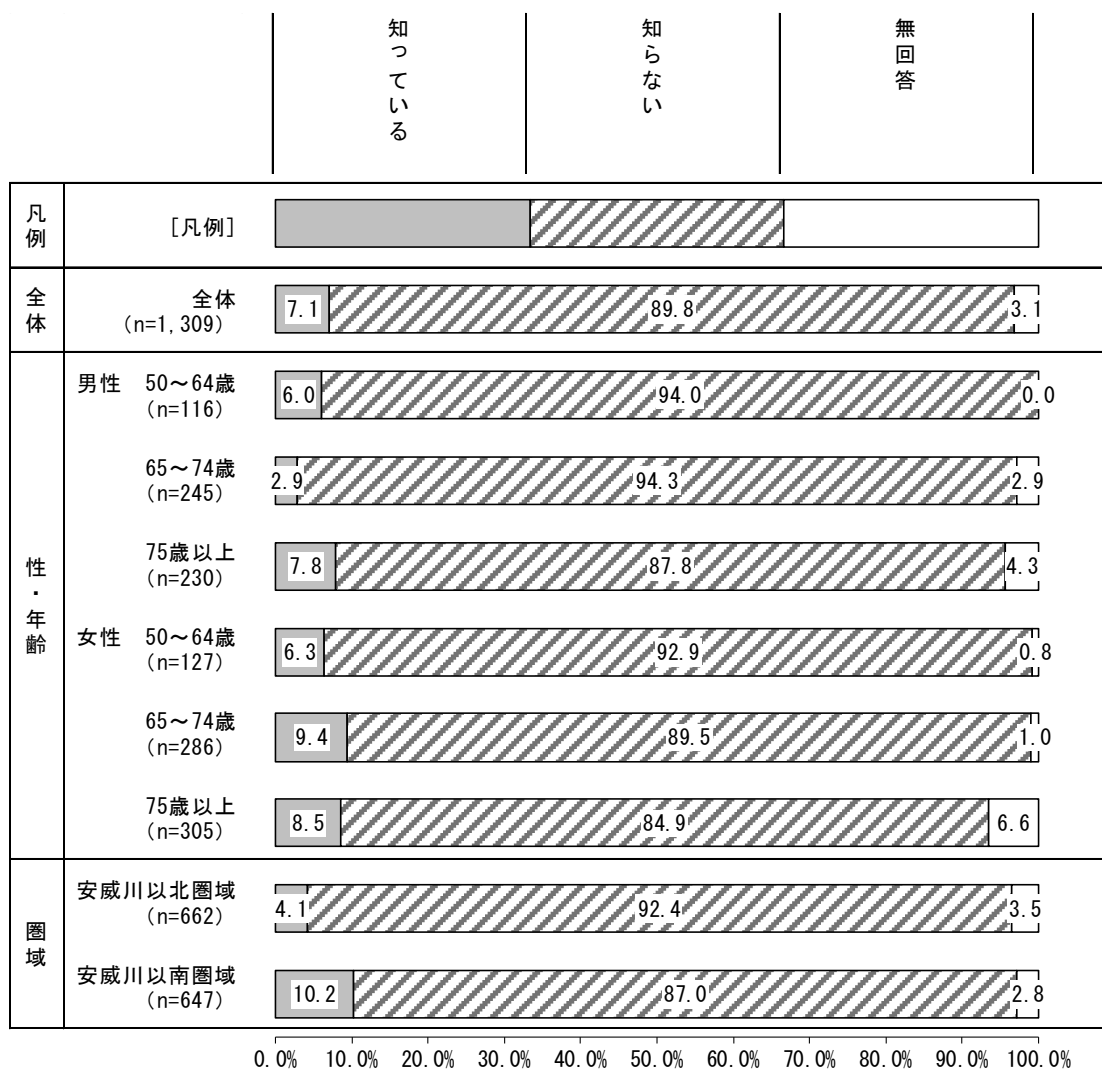 知っている
知らない
無回答
凡例
[凡例]
全体
全体
(n=1,309)
7.1 89.8 3.1
性・年齢
男性 50～64歳
(n=116)
6.0 94.0 0.0
65～74歳
(n=245)
2.9 94.3 2.9
75歳以上
(n=230)
7.8 87.8 4.3
女性 50～64歳
(n=127)
6.3 92.9 0.8
65～74歳
(n=286)
9.4 89.5 1.0
75歳以上
(n=305)
8.5 84.9 6.6
圏域
安威川以北圏域
(n=662)
4.1 92.4 3.5
安威川以南圏域
(n=647)
10.2 87.0 2.8
0.0% 10.0% 20.0% 30.0% 40.0% 50.0% 60.0% 70.0% 80.0% 90.0% 100.0%